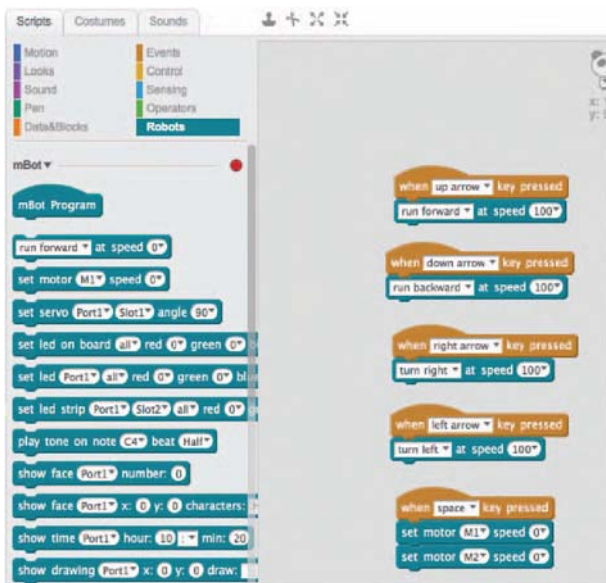 Scripts Costumes Sounds
Motion
Looks
Sound
Pen
Data&Blocks
Events
Control
Sensing
Operators
Robots
mBot
mBot Program
run forward at speed 0
set motor M1 speed 0
set servo Port1 Slot1 angle 90
set led on board all red 0 green 0
set led Port1 all red 0 green 0 blu
set led strip Port1 Slot2 all red 0
play tone on note C4 beat Half
show face Port1 number: 0
show face Port1 x: 0 y: 0 characters:
show time Port1 hour: 10 : min: 20
show drawing Port1 x: 0 y: 0 draw:
x:
y:
when up arrow key pressed
run forward at speed 100
when down arrow key pressed
run backward at speed 100
when right arrow key pressed
turn right at speed 100
when left arrow key pressed
turn left at speed 100
when space key pressed
set motor M1 speed 0
set motor M2 speed 0